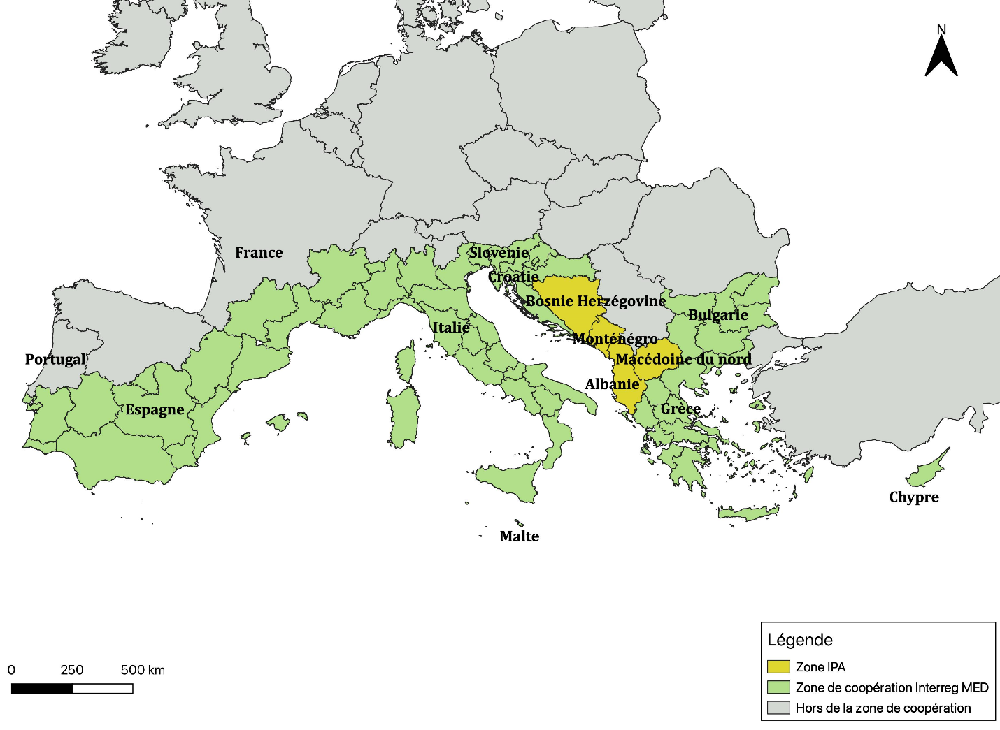 N
France
Slovénie
Croatie
Bosnie Herzégovine
Bulgarie
Italie
Monténégro
Portugal
Macédoine du nord
Albanie
Espagne
Grèce
Chypre
Malte
Légende
Zone IPA
Zone de coopération Interreg MED
Hors de la zone de coopération
0 250 500 km